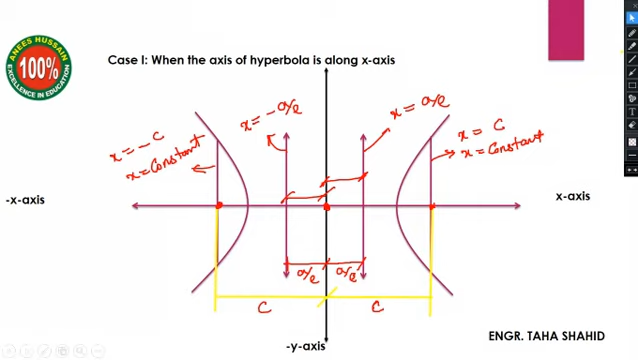 ANEES HUSSAIN
100%
EXCELLENCE IN EDUCATION
Case I: When the axis of hyperbola is along x-axis
x = -a/e
x = a/e
x = -c
x = Constant
x = c
x = Constant
-x-axis
x-axis
a/e
a/e
c
c
-y-axis
ENGR. TAHA SHAHID